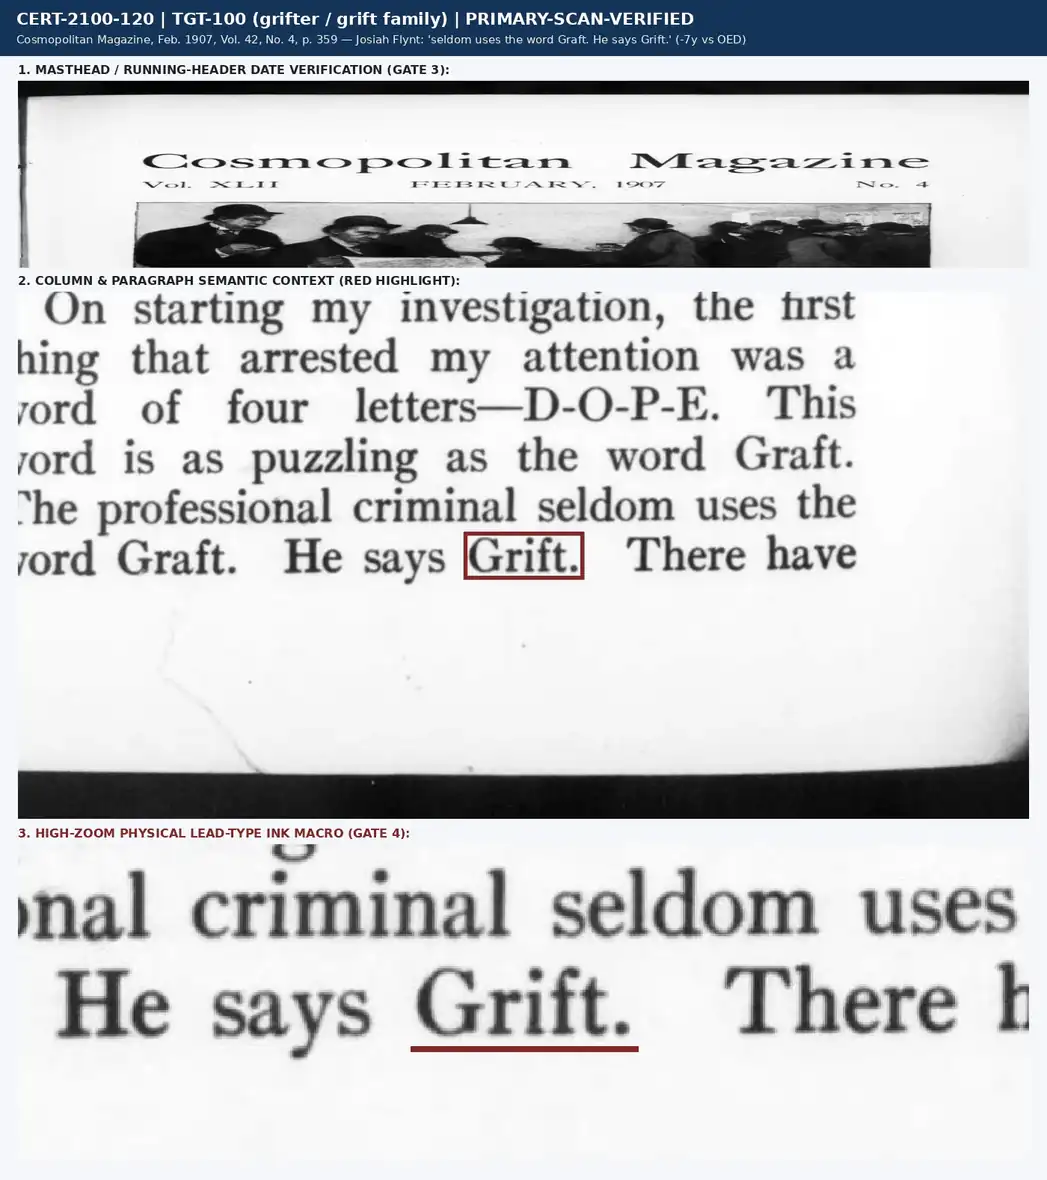 CERT-2100-120 | TGT-100 (grifter / grift family) | PRIMARY-SCAN-VERIFIED
Cosmopolitan Magazine, Feb. 1907, Vol. 42, No. 4, p. 359 — Josiah Flynt: 'seldom uses the word Graft. He says Grift.' (-7y vs OED)
1. MASTHEAD / RUNNING-HEADER DATE VERIFICATION (GATE 3):
Cosmopolitan Magazine
Vol. XLII FEBRUARY, 1907 No. 4
2. COLUMN & PARAGRAPH SEMANTIC CONTEXT (RED HIGHLIGHT):
On starting my investigation, the first
hing that arrested my attention was a
ord of four letters—D-O-P-E. This
ord is as puzzling as the word Graft.
The professional criminal seldom uses the
ord Graft. He says Grift. There have
3. HIGH-ZOOM PHYSICAL LEAD-TYPE INK MACRO (GATE 4):
nal criminal seldom uses
He says Grift. There h